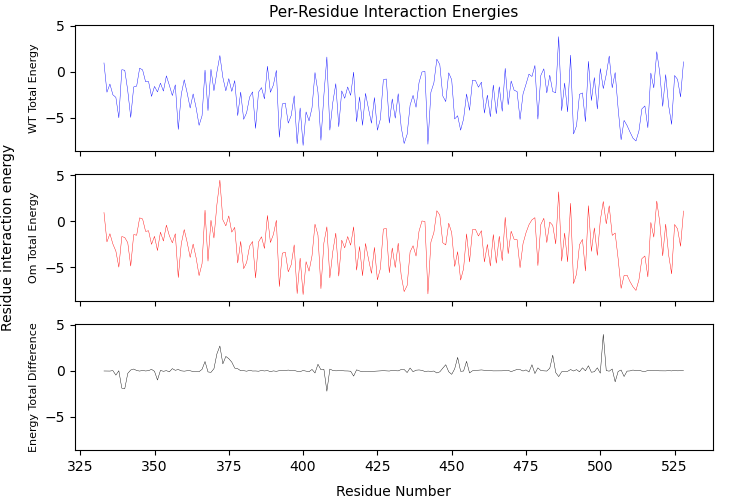 Per-Residue Interaction Energies
Residue interaction energy
WT Total Energy
5
0
−5
Om Total Energy
5
0
−5
Energy Total Difference
5
0
−5
325 350 375 400 425 450 475 500 525
Residue Number